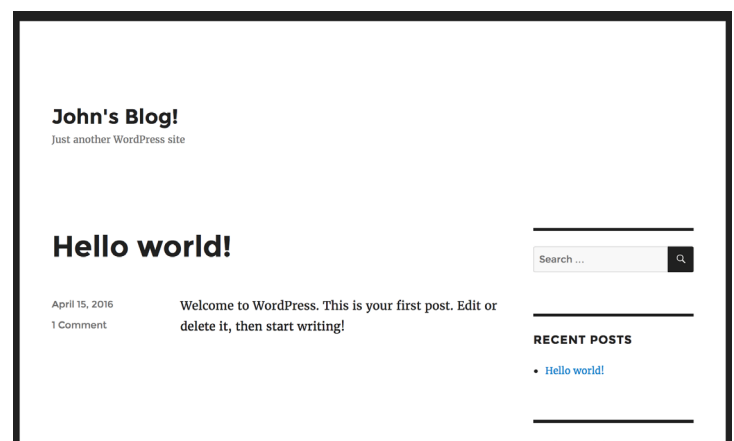 John's Blog!
Just another WordPress site
Hello world!
April 15, 2016
1 Comment
Welcome to WordPress. This is your first post. Edit or
delete it, then start writing!
Search ...
RECENT POSTS
Hello world!